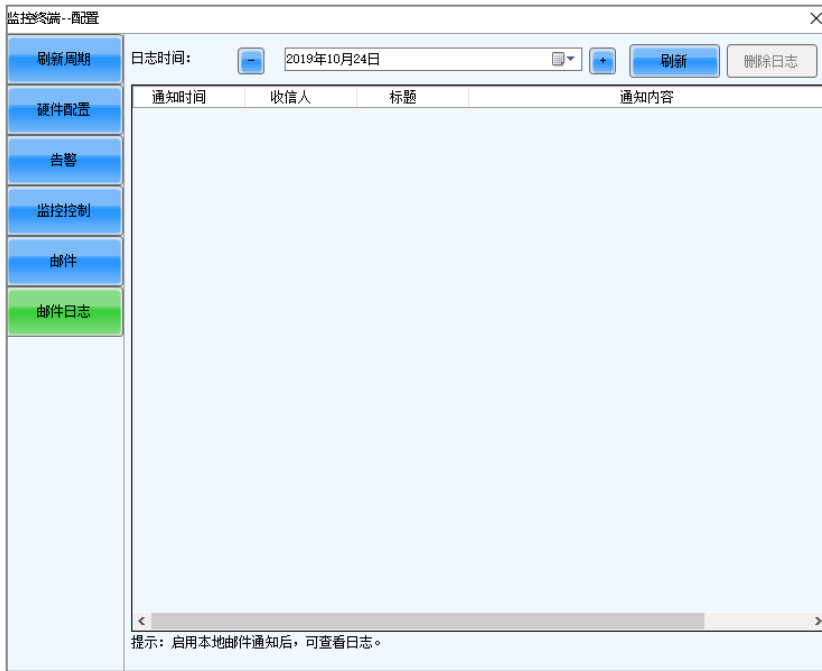 监控终端--配置
刷新周期
硬件配置
告警
监控控制
邮件
邮件日志
日志时间:
2019年10月24日
刷新
删除日志
通知时间 收信人 标题 通知内容
提示: 启用本地邮件通知后,可查看日志。